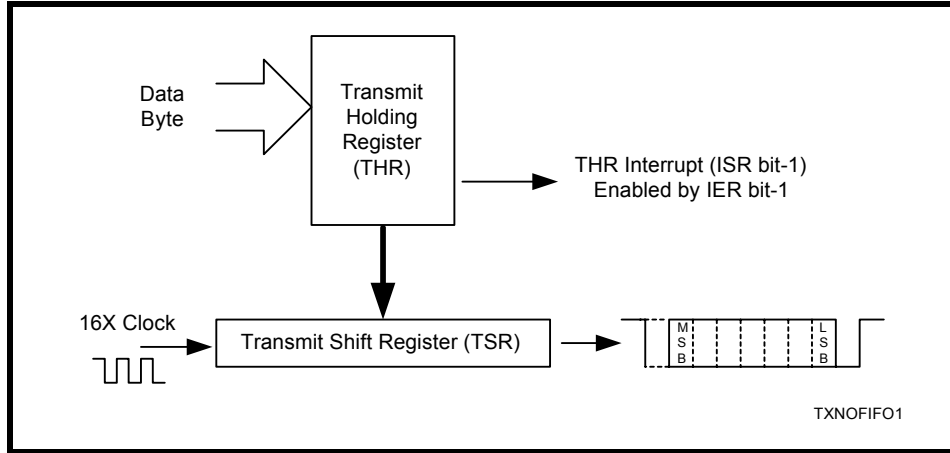 Data
Byte
Transmit
Holding
Register
(THR)
THR Interrupt (ISR bit-1)
Enabled by IER bit-1
16X Clock
Transmit Shift Register (TSR)
M
S
B
L
S
B
TXNOFIFO1